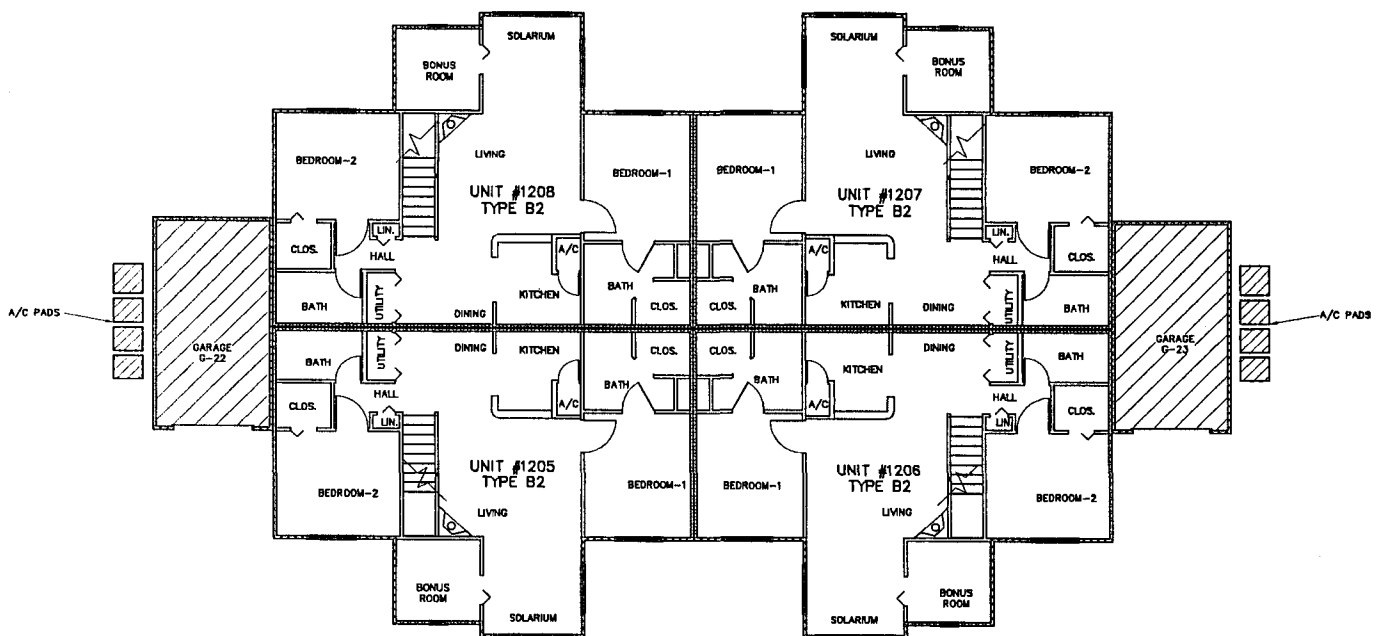 SOLARIUM
BONUS
ROOM
BEDROOM-2
LIVING
BEDROOM-1
UNIT #1208
TYPE B2
LIN.
HALL
CLOS.
BATH
UTILITY
DINING
KITCHEN
A/C
BATH
CLOS.
SOLARIUM
BONUS
ROOM
BEDROOM-1
LIVING
BEDROOM-2
UNIT #1207
TYPE B2
A/C
BATH
CLOS.
KITCHEN
DINING
LIN.
HALL
UTILITY
CLOS.
BATH
A/C PADS
GARAGE
G-22
GARAGE
G-23
A/C PADS
BATH
UTILITY
DINING
KITCHEN
CLOS.
BATH
A/C
HALL
CLOS.
LIN.
UNIT #1205
TYPE B2
BEDROOM-2
LIVING
BEDROOM-1
BONUS
ROOM
SOLARIUM
CLOS.
BATH
A/C
KITCHEN
DINING
UTILITY
BATH
HALL
LIN.
CLOS.
UNIT #1206
TYPE B2
BEDROOM-1
LIVING
BEDROOM-2
BONUS
ROOM
SOLARIUM